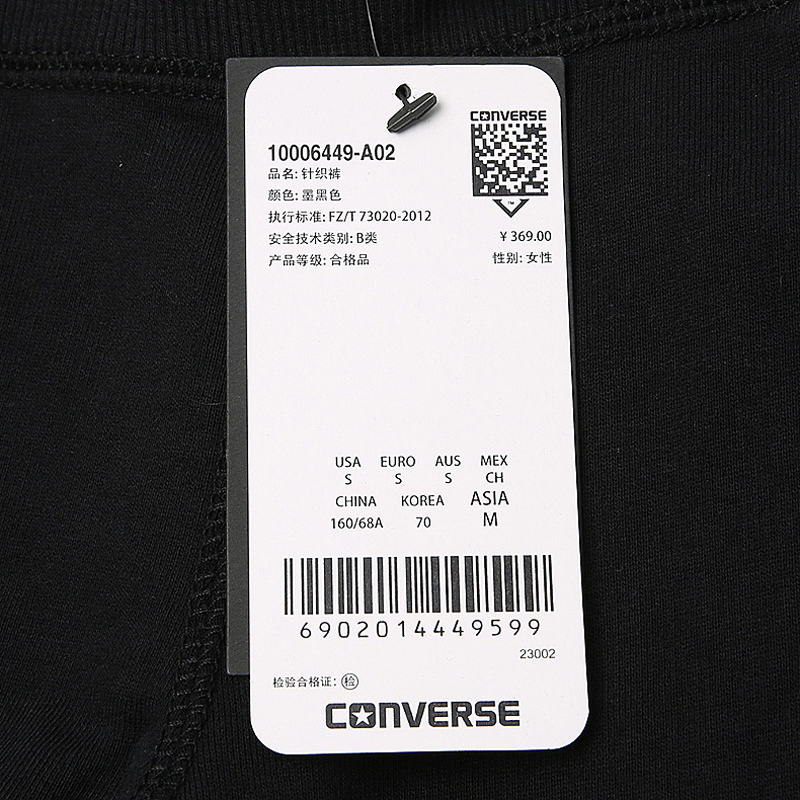 CONVERSE
10006449-A02
品名: 针织裤
颜色: 墨黑色
执行标准: FZ/T 73020-2012
安全技术类别: B类
¥ 369.00
产品等级: 合格品
性别: 女性
USA EURO AUS MEX
S S S CH
CHINA KOREA ASIA
160/68A 70 M
6902014449599
23002
检验合格证: 检
CONVERSE